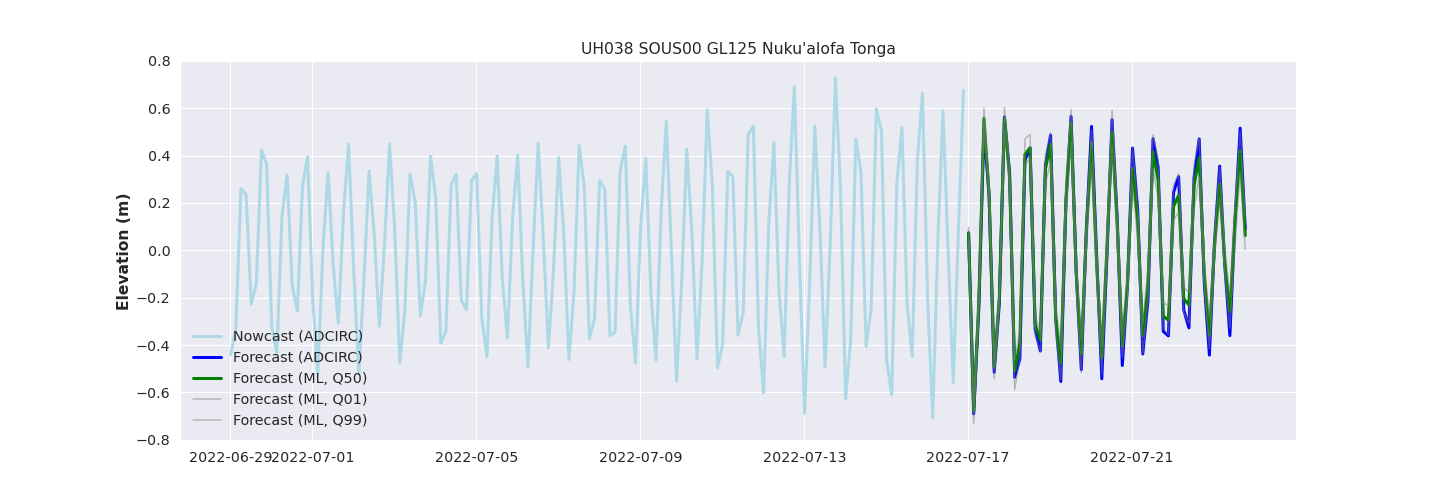 UH038 SOUS00 GL125 Nuku'alofa Tonga
0.8
0.6
0.4
0.2
0.0
−0.2
−0.4
−0.6
−0.8
Elevation (m)
Nowcast (ADCIRC)
Forecast (ADCIRC)
Forecast (ML, Q50)
Forecast (ML, Q01)
Forecast (ML, Q99)
2022-06-29 2022-07-01 2022-07-05 2022-07-09 2022-07-13 2022-07-17 2022-07-21